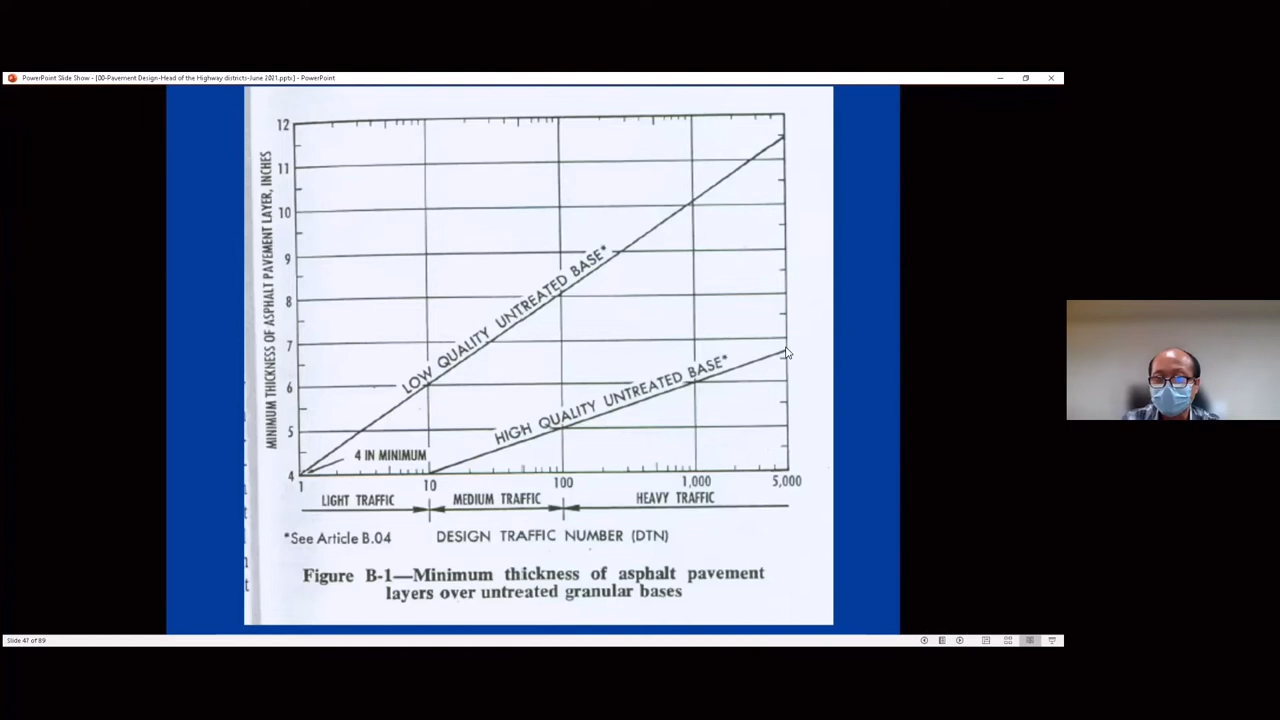 PowerPoint Slide Show - [00-Pavement Design-Head of the Highway districts-June 2021.pptx] - PowerPoint
MINIMUM THICKNESS OF ASPHALT PAVEMENT LAYER, INCHES
12
11
10
9
8
7
6
5
4
LOW QUALITY UNTREATED BASE*
HIGH QUALITY UNTREATED BASE*
4 IN MINIMUM
1 10 100 1,000 5,000
LIGHT TRAFFIC MEDIUM TRAFFIC HEAVY TRAFFIC
*See Article B.04 DESIGN TRAFFIC NUMBER (DTN)
Figure B-1—Minimum thickness of asphalt pavement
layers over untreated granular bases
Slide 47 of 89